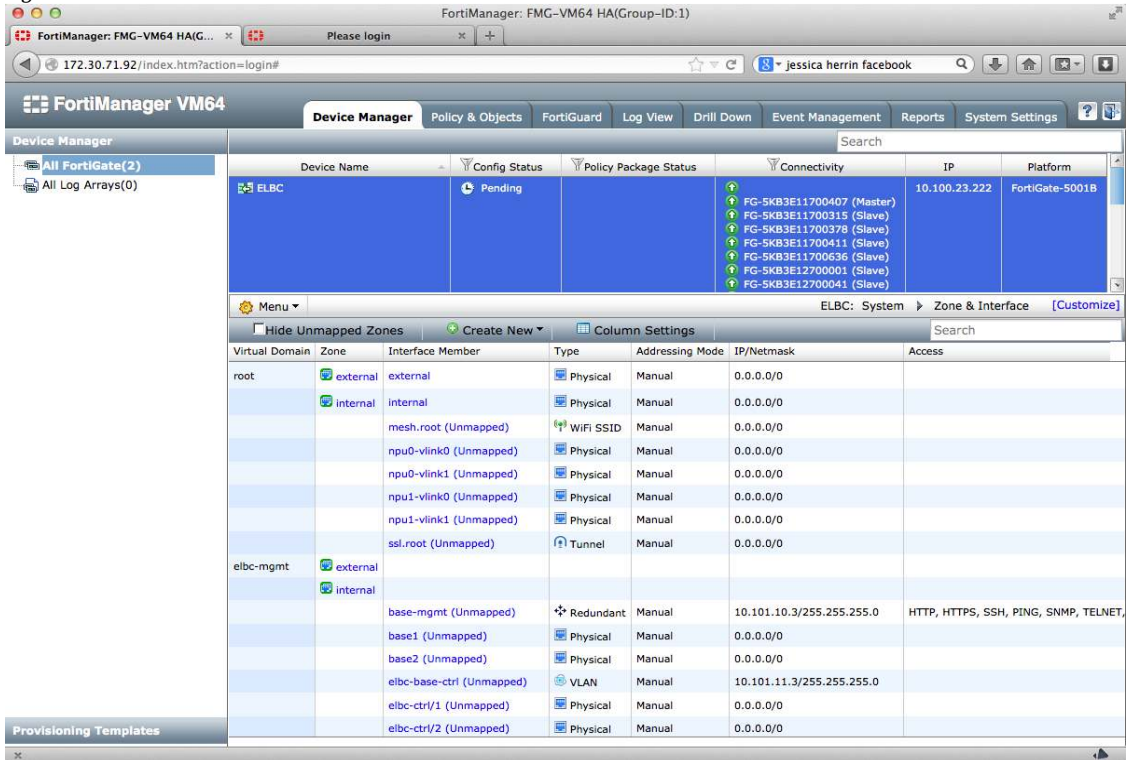 FortiManager: FMG-VM64 HA(Group-ID:1)
FortiManager: FMG-VM64 HA(G... × Please login × +
172.30.71.92/index.htm?action=login# jessica herrin facebook
FortiManager VM64
Device Manager Policy & Objects FortiGuard Log View Drill Down Event Management Reports System Settings ?
Device Manager Search
All FortiGate(2)
All Log Arrays(0)
Device Name Config Status Policy Package Status Connectivity IP Platform
ELBC Pending 10.100.23.222 FortiGate-5001B
FG-5KB3E11700407 (Master)
FG-5KB3E11700315 (Slave)
FG-5KB3E11700378 (Slave)
FG-5KB3E11700411 (Slave)
FG-5KB3E11700636 (Slave)
FG-5KB3E12700001 (Slave)
FG-5KB3E12700041 (Slave)
Menu ELBC: System Zone & Interface [Customize]
Hide Unmapped Zones Create New Column Settings Search
Virtual Domain Zone Interface Member Type Addressing Mode IP/Netmask Access
root external external Physical Manual 0.0.0.0/0
internal internal Physical Manual 0.0.0.0/0
mesh.root (Unmapped) WiFi SSID Manual 0.0.0.0/0
npu0-vlink0 (Unmapped) Physical Manual 0.0.0.0/0
npu0-vlink1 (Unmapped) Physical Manual 0.0.0.0/0
npu1-vlink0 (Unmapped) Physical Manual 0.0.0.0/0
npu1-vlink1 (Unmapped) Physical Manual 0.0.0.0/0
ssl.root (Unmapped) Tunnel Manual 0.0.0.0/0
elbc-mgmt external
internal
base-mgmt (Unmapped) Redundant Manual 10.101.10.3/255.255.255.0 HTTP, HTTPS, SSH, PING, SNMP, TELNET,
base1 (Unmapped) Physical Manual 0.0.0.0/0
base2 (Unmapped) Physical Manual 0.0.0.0/0
elbc-base-ctrl (Unmapped) VLAN Manual 10.101.11.3/255.255.255.0
elbc-ctrl/1 (Unmapped) Physical Manual 0.0.0.0/0
elbc-ctrl/2 (Unmapped) Physical Manual 0.0.0.0/0
Provisioning Templates